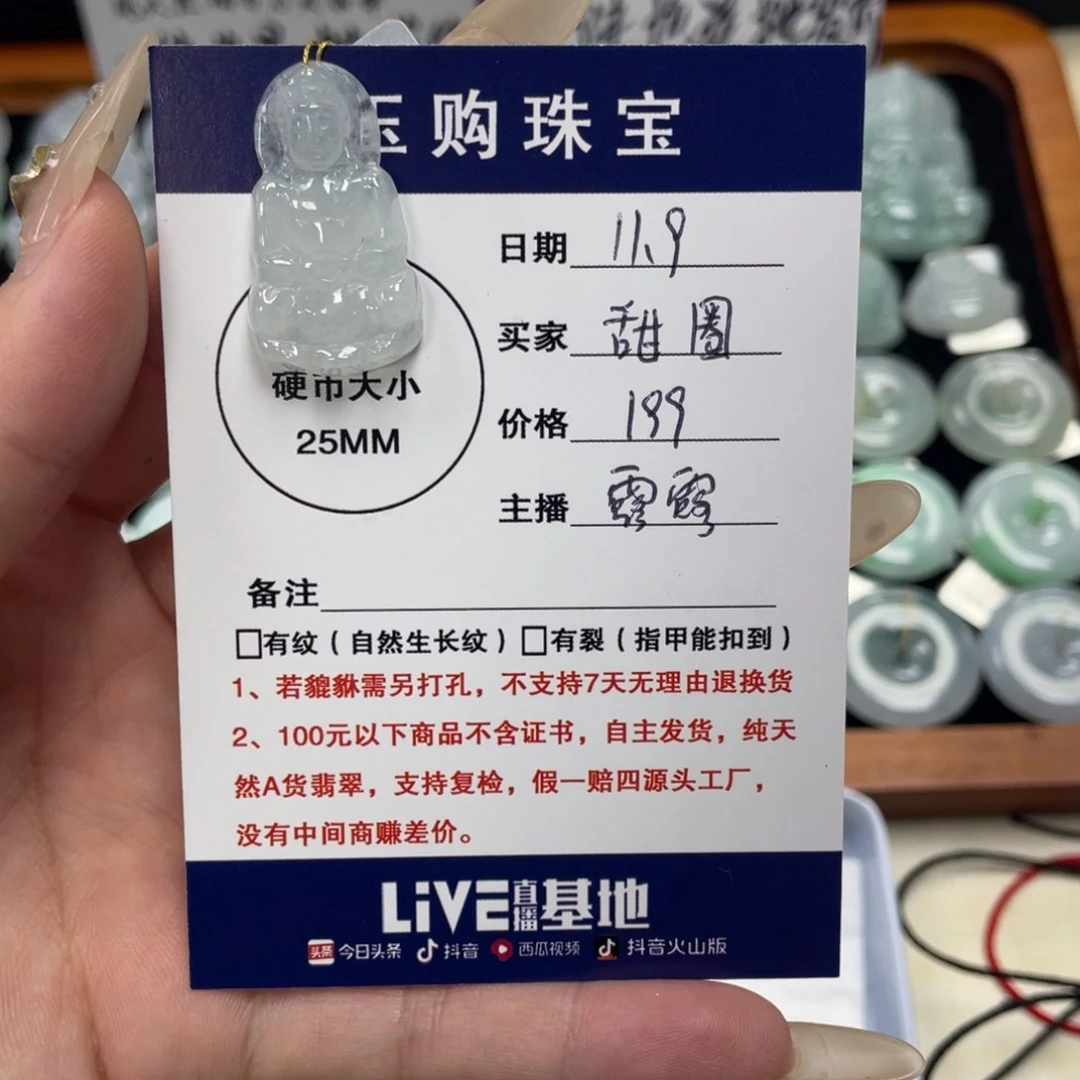 玉购珠宝
日期 11.9
买家 甜圈
价格 199
主播 露露
硬币大小
25MM
备注
□有纹（自然生长纹）□有裂（指甲能扣到）
1、若貔貅需另打孔，不支持7天无理由退换货
2、100元以下商品不含证书，自主发货，纯天
然A货翡翠，支持复检，假一赔四源头工厂，
没有中间商赚差价。
LiVE直播基地
头条 今日头条 抖音 西瓜视频 抖音火山版